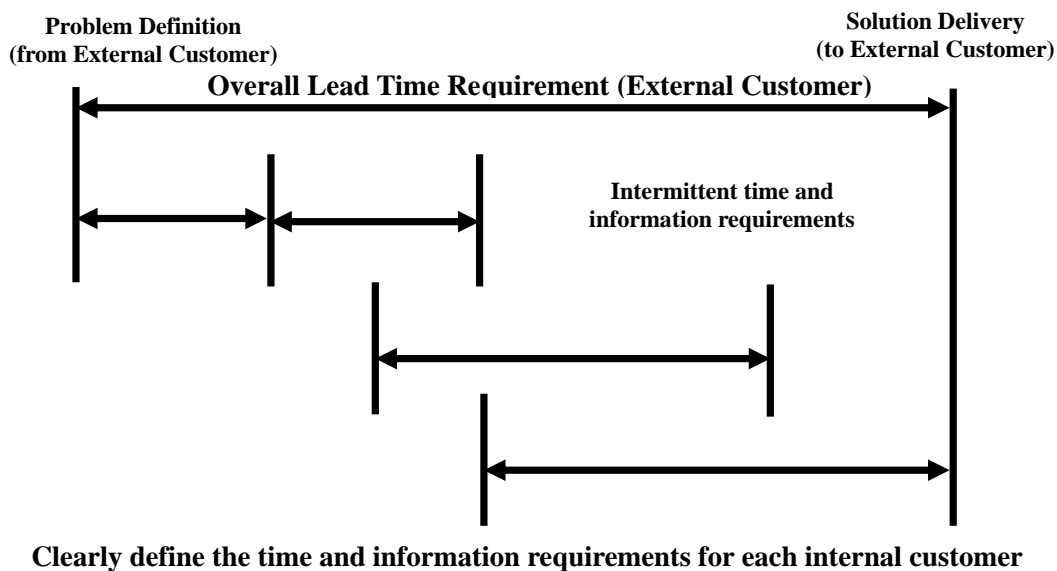 Problem Definition
(from External Customer)
Solution Delivery
(to External Customer)
Overall Lead Time Requirement (External Customer)
Intermittent time and
information requirements
Clearly define the time and information requirements for each internal customer